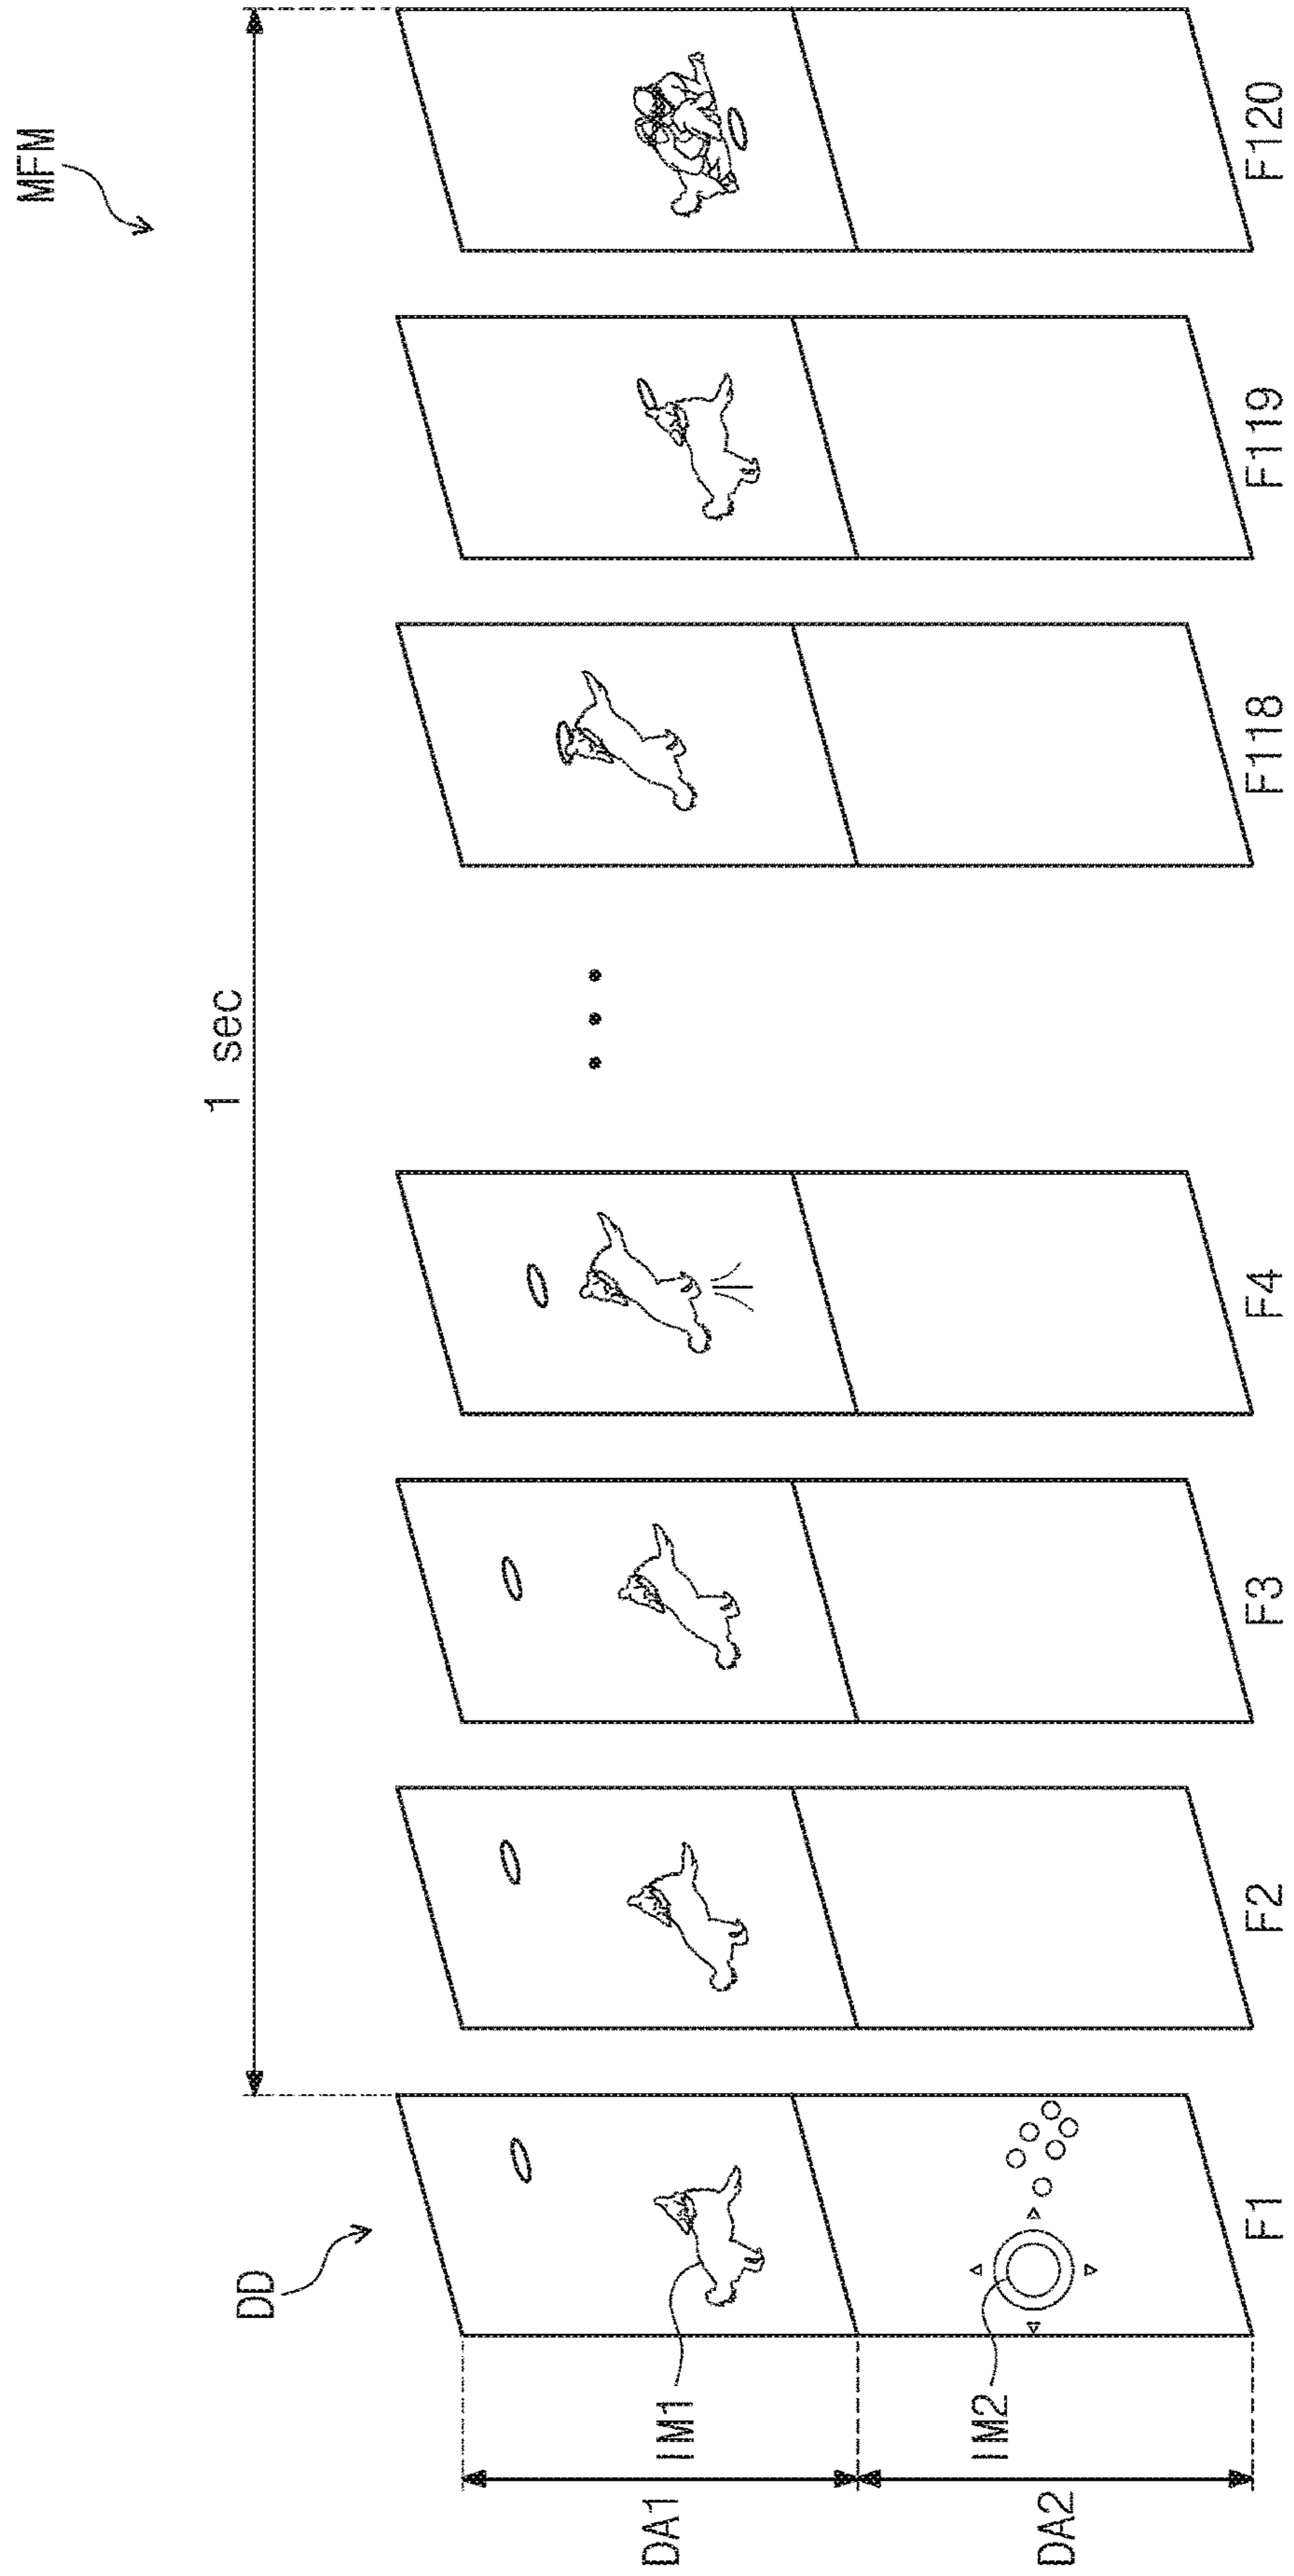 MFM
1 sec
DD
DA1
IM1
DA2
IM2
F1
F2
F3
F4
F118
F119
F120